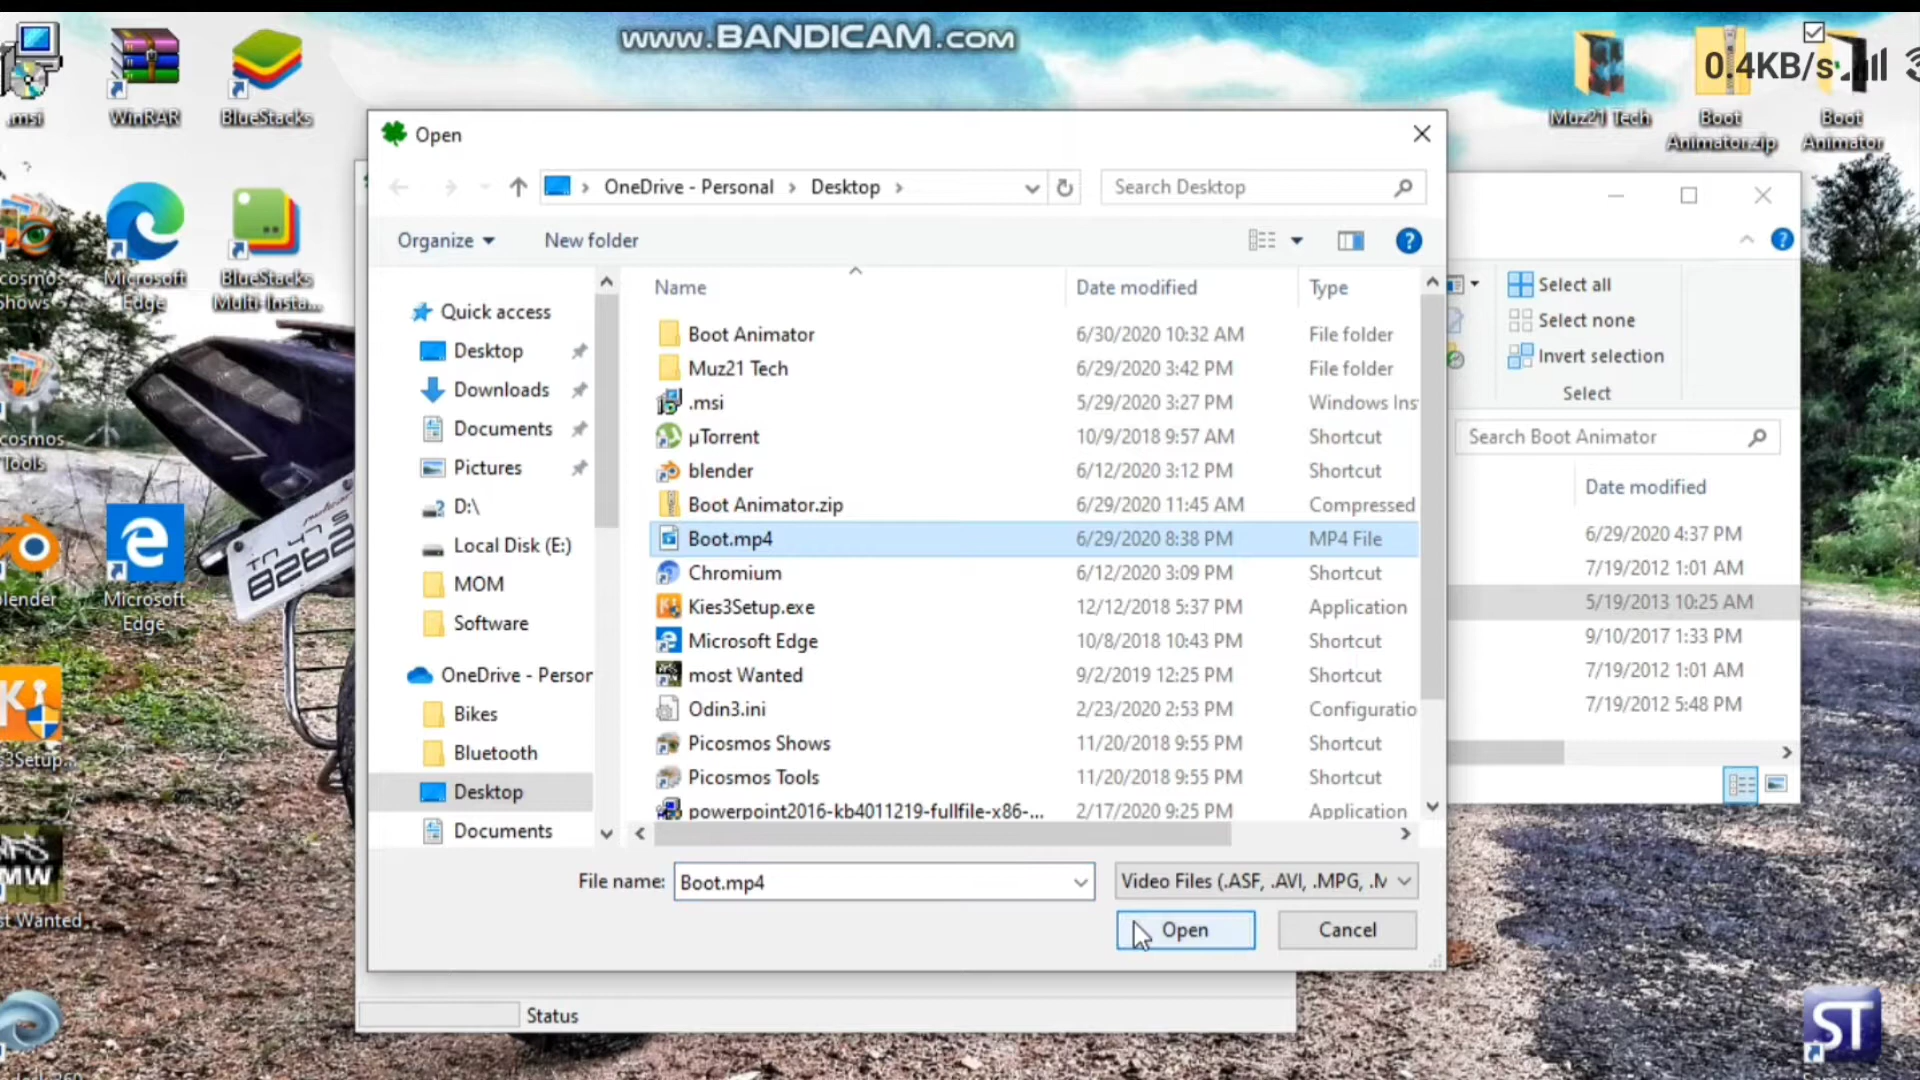 www.BANDICAM.com
0.4KB/s
.msi
WinRAR
BlueStacks
Muz21 Tech
Boot
Animator.zip
Boot
Animator
Open
OneDrive - Personal
Desktop
Search Desktop
Organize
New folder
Name
Date modified
Type
Quick access
Desktop
Downloads
Documents
Pictures
D:\
Local Disk (E:)
MOM
Software
OneDrive - Person
Bikes
Bluetooth
Desktop
Documents
Boot Animator 6/30/2020 10:32 AM File folder
Muz21 Tech 6/29/2020 3:42 PM File folder
.msi 5/29/2020 3:27 PM Windows Ins
µTorrent 10/9/2018 9:57 AM Shortcut
blender 6/12/2020 3:12 PM Shortcut
Boot Animator.zip 6/29/2020 11:45 AM Compressed
Boot.mp4 6/29/2020 8:38 PM MP4 File
Chromium 6/12/2020 3:09 PM Shortcut
Kies3Setup.exe 12/12/2018 5:37 PM Application
Microsoft Edge 10/8/2018 10:43 PM Shortcut
most Wanted 9/2/2019 12:25 PM Shortcut
Odin3.ini 2/23/2020 2:53 PM Configuratio
Picosmos Shows 11/20/2018 9:55 PM Shortcut
Picosmos Tools 11/20/2018 9:55 PM Shortcut
powerpoint2016-kb4011219-fullfile-x86-... 2/17/2020 9:25 PM Application
File name: Boot.mp4
Video Files (.ASF, .AVI, .MPG, .M
Open
Cancel
Status
Select all
Select none
Invert selection
Select
Search Boot Animator
Date modified
6/29/2020 4:37 PM
7/19/2012 1:01 AM
5/19/2013 10:25 AM
9/10/2017 1:33 PM
7/19/2012 1:01 AM
7/19/2012 5:48 PM
cosmos
Shows
Microsoft
Edge
BlueStacks
Multi-Insta...
cosmos
Tools
lender
Microsoft
Edge
s3Setup...
NFS
MW
st Wanted
8262
ST